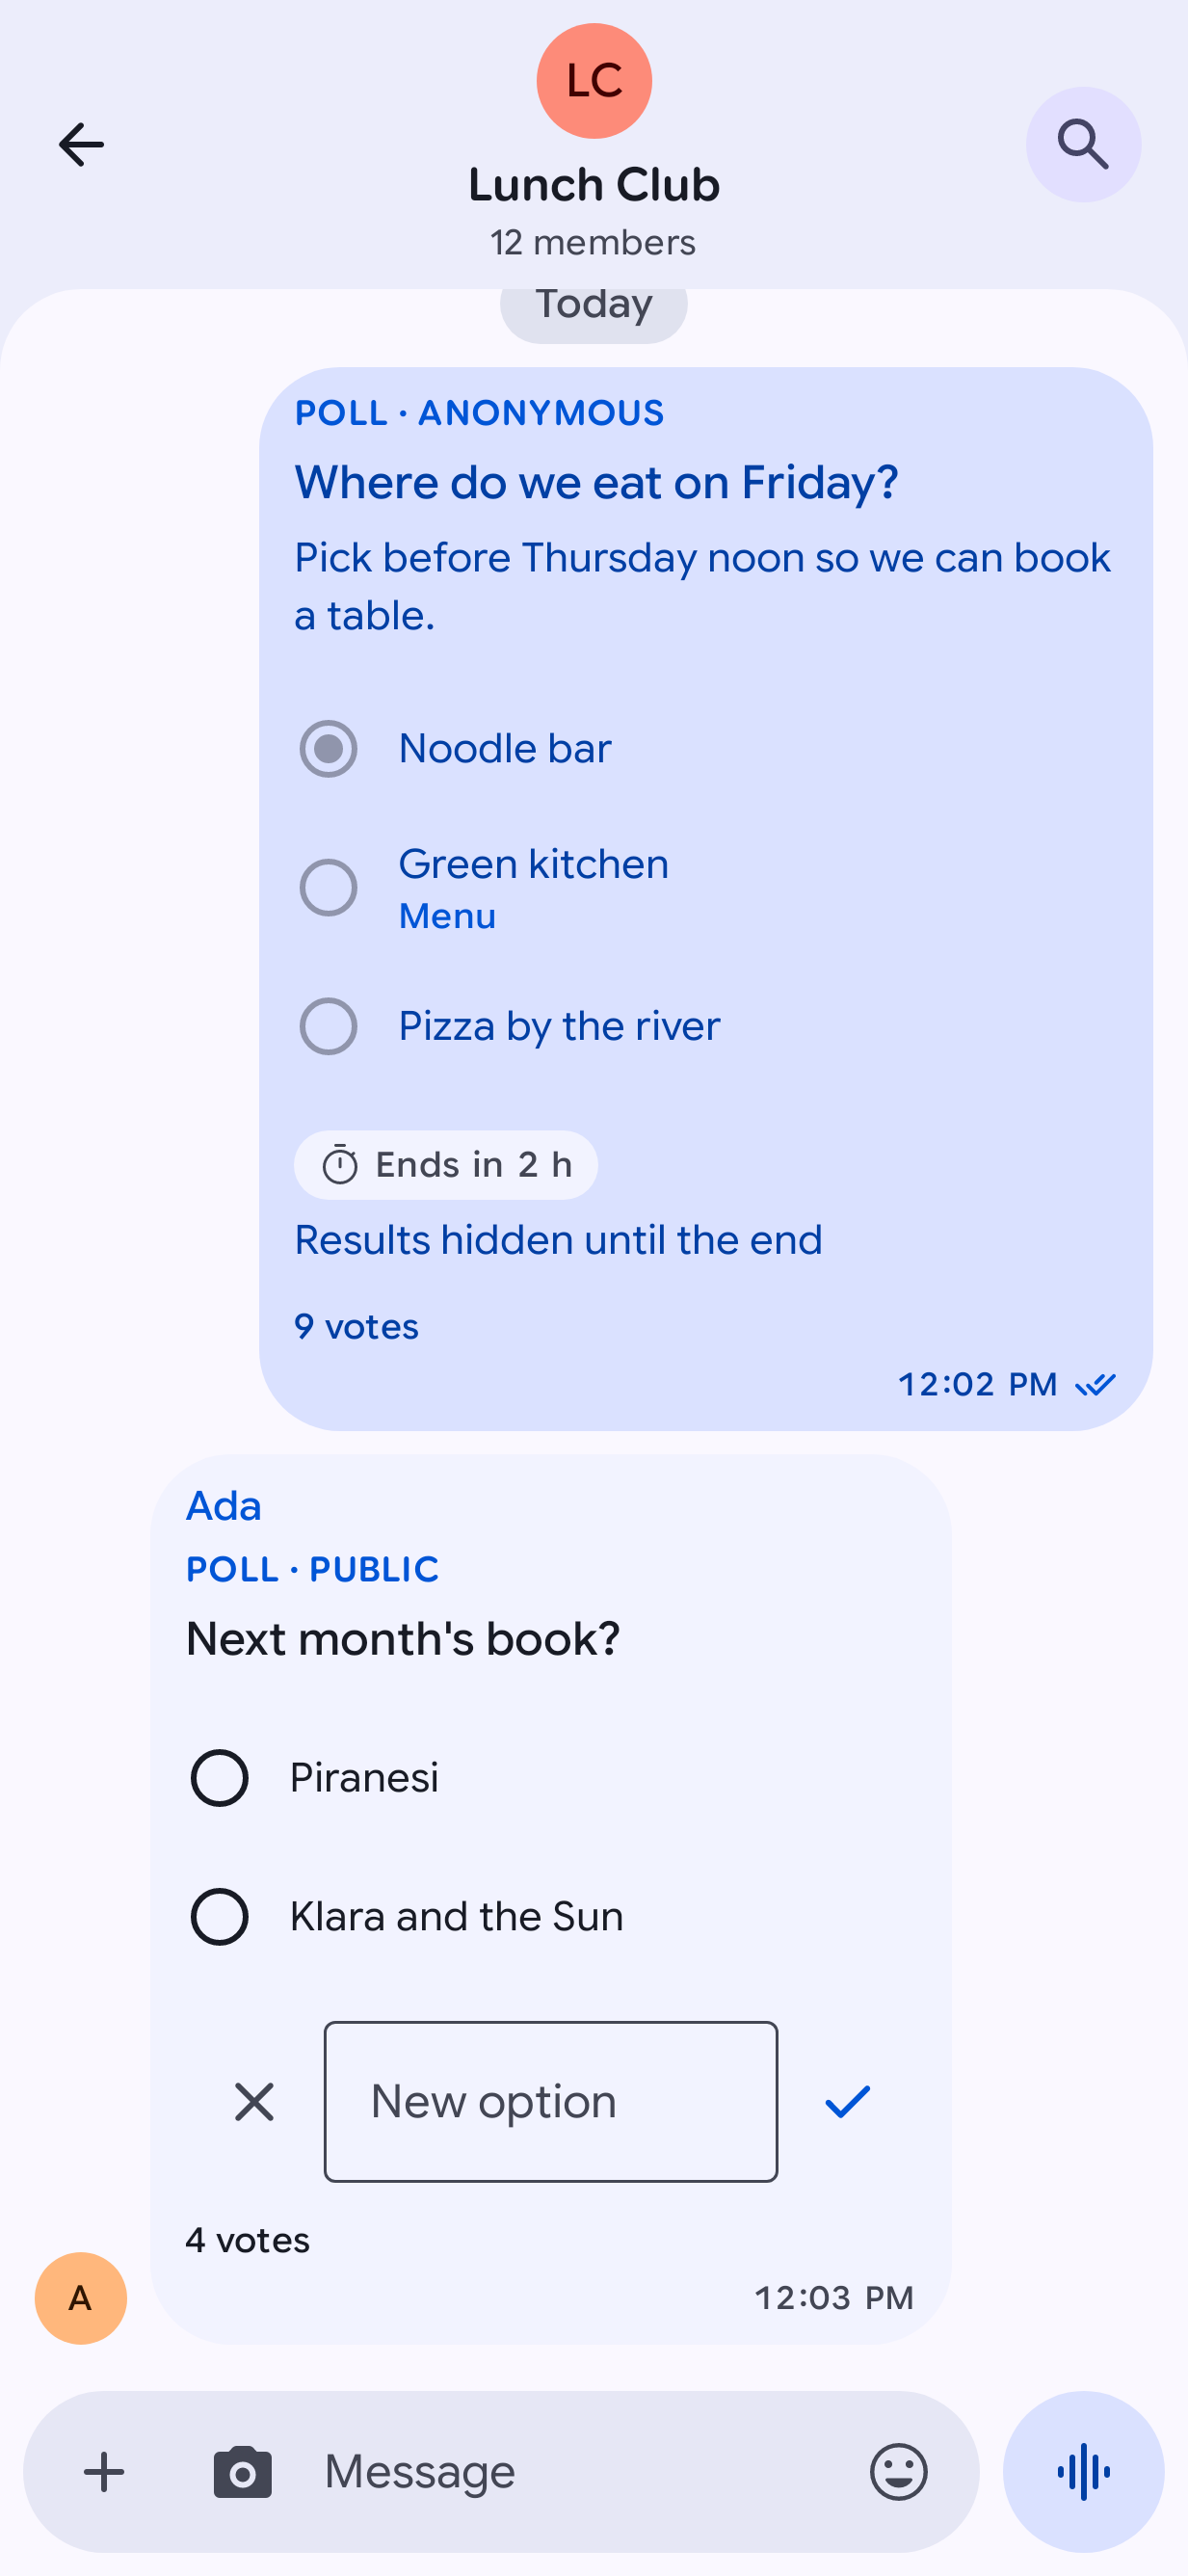 LC
Lunch Club
12 members
Today
POLL · ANONYMOUS
Where do we eat on Friday?
Pick before Thursday noon so we can book
a table.
Noodle bar
Green kitchen
Menu
Pizza by the river
Ends in 2 h
Results hidden until the end
9 votes
12:02 PM
Ada
POLL · PUBLIC
Next month's book?
Piranesi
Klara and the Sun
New option
4 votes
A
12:03 PM
Message